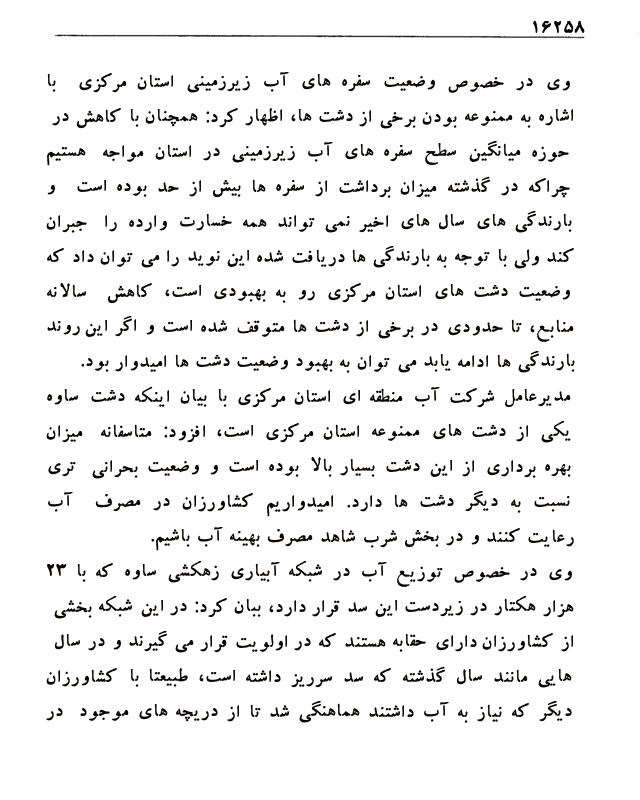 ۱۶۲۵۸
وی در خصوص وضعیت سفره های آب زیرزمینی استان مرکزی با
اشاره به ممنوعه بودن برخی از دشت ها، اظهار کرد: همچنان با کاهش در
حوزه میانگین سطح سفره های آب زیرزمینی در استان مواجه هستیم
چراکه در گذشته میزان برداشت از سفره ها بیش از حد بوده است و
بارندگی های سال های اخیر نمی تواند همه خسارت وارده را جبران
کند ولی با توجه به بارندگی ها دریافت شده این نوید را می توان داد که
وضعیت دشت های استان مرکزی رو به بهبودی است، کاهش سالانه
منابع، تا حدودی در برخی از دشت ها متوقف شده است و اگر این روند
بارندگی ها ادامه یابد می توان به بهبود وضعیت دشت ها امیدوار بود.
مدیرعامل شرکت آب منطقه ای استان مرکزی با بیان اینکه دشت ساوه
یکی از دشت های ممنوعه استان مرکزی است، افزود: متاسفانه میزان
بهره برداری از این دشت بسیار بالا بوده است و وضعیت بحرانی تری
نسبت به دیگر دشت ها دارد. امیدواریم کشاورزان در مصرف آب
رعایت کنند و در بخش شرب شاهد مصرف بهینه آب باشیم.
وی در خصوص توزیع آب در شبکه آبیاری زهکشی ساوه که با ۲۳
هزار هکتار در زیردست این سد قرار دارد، بیان کرد: در این شبکه بخشی
از کشاورزان دارای حقابه هستند که در اولویت قرار می گیرند و در سال
هایی مانند سال گذشته که سد سرریز داشته است، طبیعتا با کشاورزان
دیگر که نیاز به آب داشتند هماهنگی شد تا از دریچه های موجود در